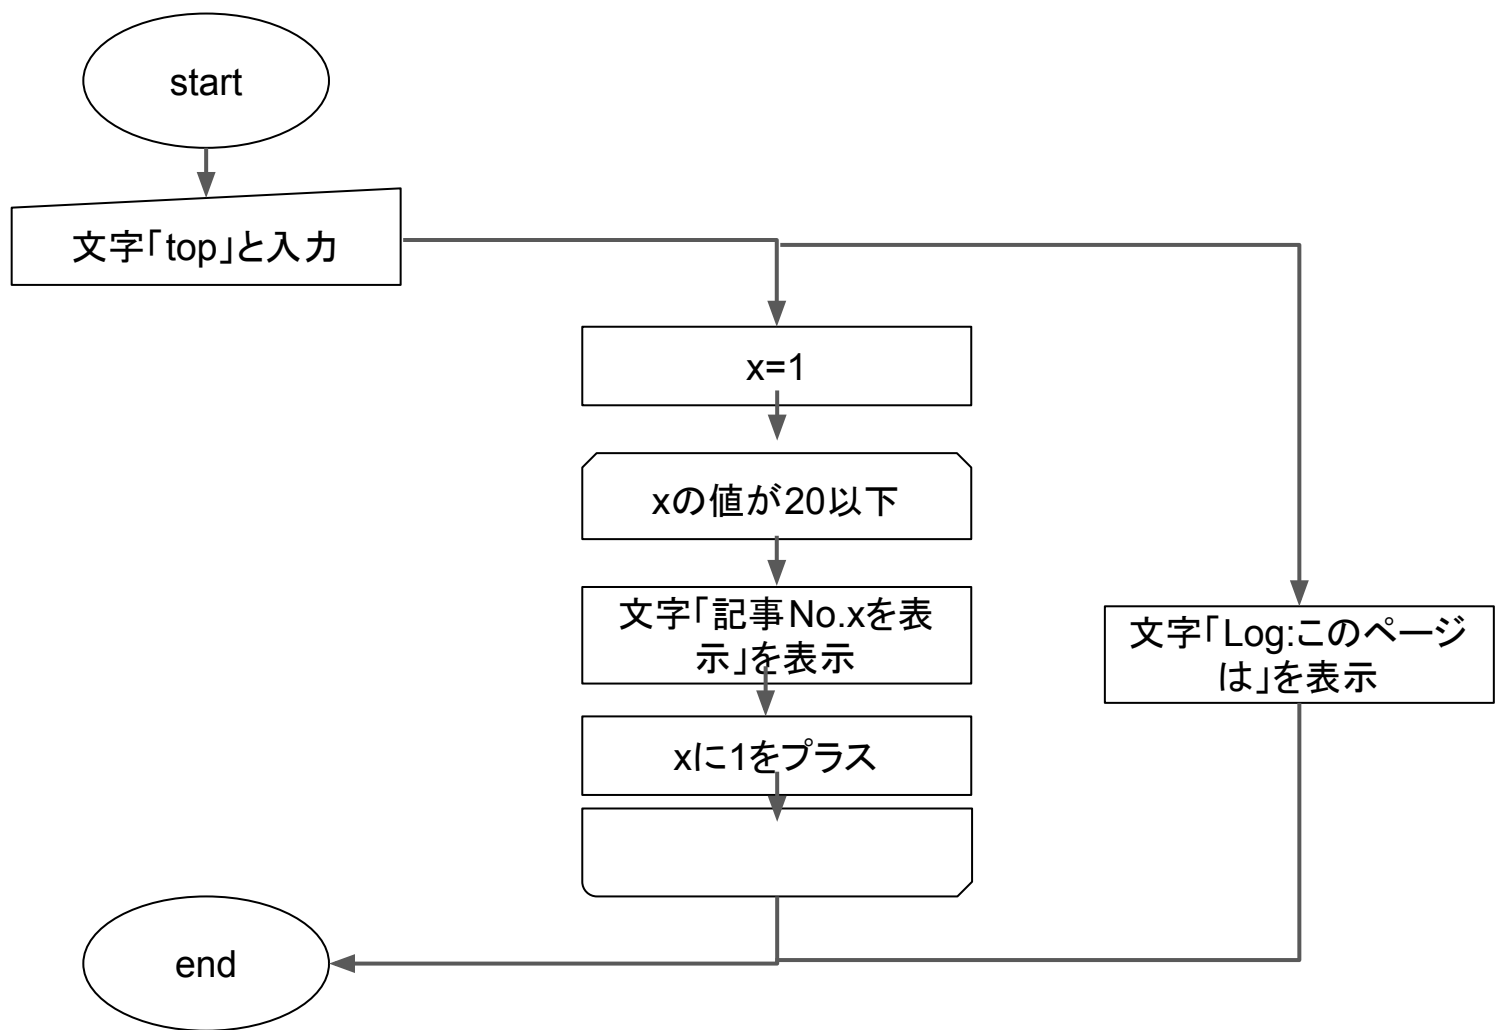 start
文字「top」と入力
x=1
xの値が20以下
文字「記事No.xを表
示」を表示
文字「Log:このページ
は」を表示
xに1をプラス
end